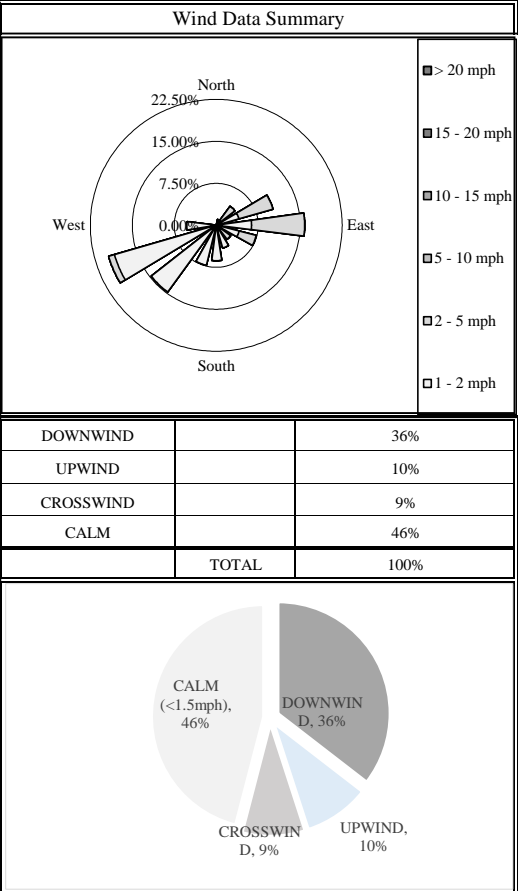 Wind Data Summary
North
22.50%
15.00%
7.50%
0.00%
West
East
South
> 20 mph
15 - 20 mph
10 - 15 mph
5 - 10 mph
2 - 5 mph
1 - 2 mph
DOWNWIND 36%
UPWIND 10%
CROSSWIND 9%
CALM 46%
TOTAL 100%
CALM
(<1.5mph),
46%
DOWNWIN
D, 36%
CROSSWIN
D, 9%
UPWIND,
10%